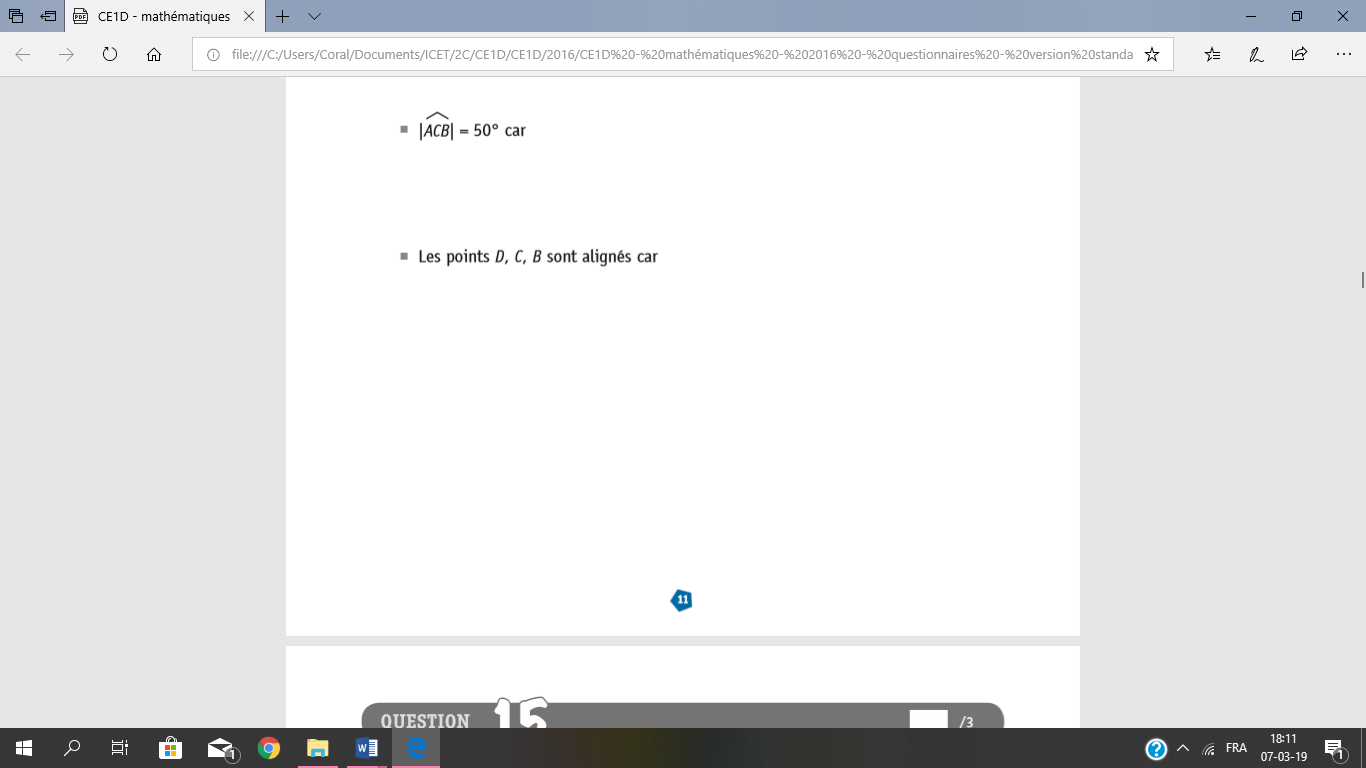 CE1D - mathématiques
file:///C:/Users/Coral/Documents/ICET/2C/CE1D/CE1D/2016/CE1D%20-%20mathématiques%20-%202016%20-%20questionnaires%20-%20version%20standa
|ACB| = 50° car
Les points D, C, B sont alignés car
11
QUESTION 15 /3
1
W
FRA
18:11
07-03-19
1